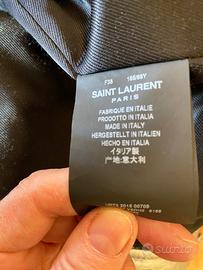 F38 165/88Y
SAINT LAURENT
PARIS
FABRIQUE EN ITALIE
PRODOTTO IN ITALIA
MADE IN ITALY
HERGESTELLT IN ITALIEN
HECHO EN ITALIA
イタリア製
产地:意大利
subito